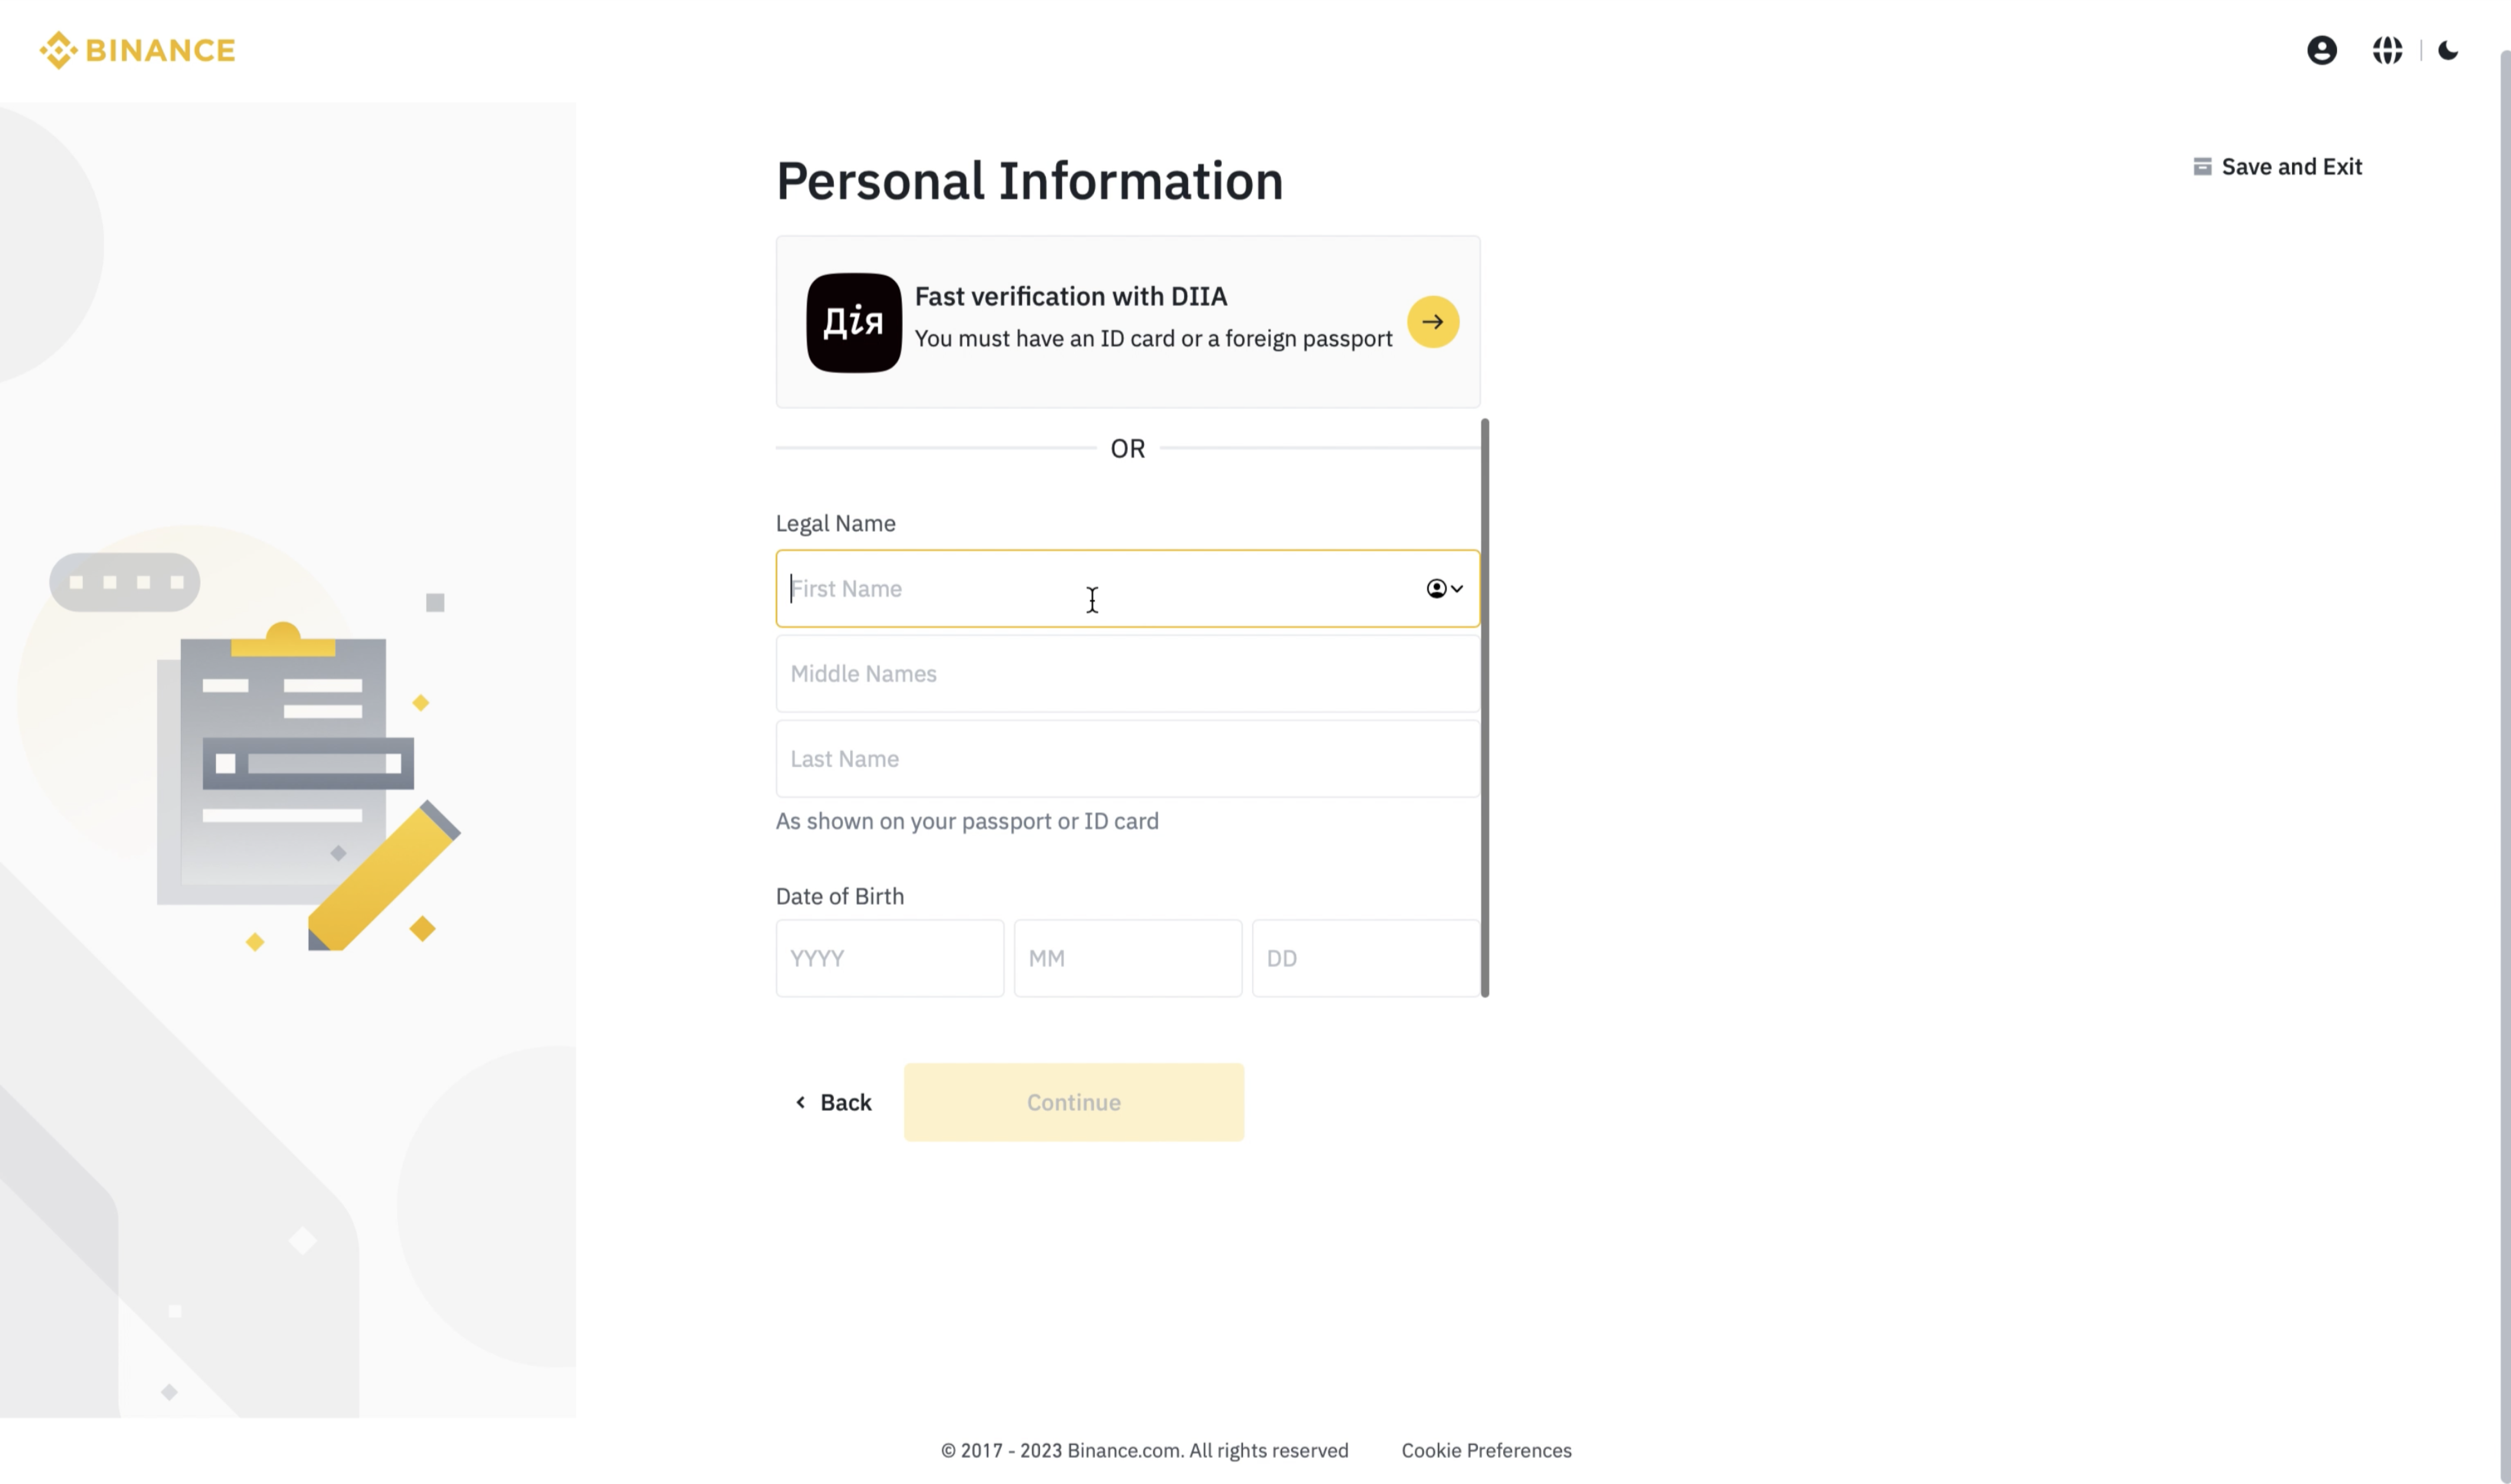 BINANCE
Personal Information
Save and Exit
Дія
Fast verification with DIIA
You must have an ID card or a foreign passport
OR
Legal Name
First Name
Middle Names
Last Name
As shown on your passport or ID card
Date of Birth
YYYY MM DD
Back Continue
© 2017 - 2023 Binance.com. All rights reserved Cookie Preferences